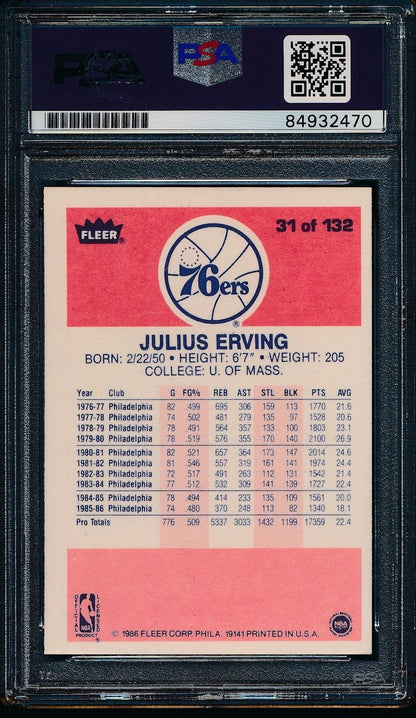 PSA
PSA
84932470
FLEER®
31 of 132
76ers
®
JULIUS ERVING
BORN: 2/22/50 • HEIGHT: 6'7" • WEIGHT: 205
COLLEGE: U. OF MASS.
Year Club G FG% REB AST STL BLK PTS AVG
1976-77 Philadelphia 82 .499 695 306 159 113 1770 21.6
1977-78 Philadelphia 74 .502 481 279 135 97 1528 20.6
1978-79 Philadelphia 78 .491 564 357 133 100 1803 23.1
1979-80 Philadelphia 78 .519 576 355 170 140 2100 26.9
1980-81 Philadelphia 82 .521 657 364 173 147 2014 24.6
1981-82 Philadelphia 81 .546 557 319 161 141 1974 24.4
1982-83 Philadelphia 72 .517 491 263 112 131 1542 21.4
1983-84 Philadelphia 77 .512 532 309 141 139 1727 22.4
1984-85 Philadelphia 78 .494 414 233 135 109 1561 20.0
1985-86 Philadelphia 74 .480 370 248 113 82 1340 18.1
Pro Totals 776 .509 5337 3033 1432 1199 17359 22.4
OFFICIAL LICENSED
NBA
PRODUCT
© 1986 FLEER CORP. PHILA. 19141 PRINTED IN U.S.A.
NBA